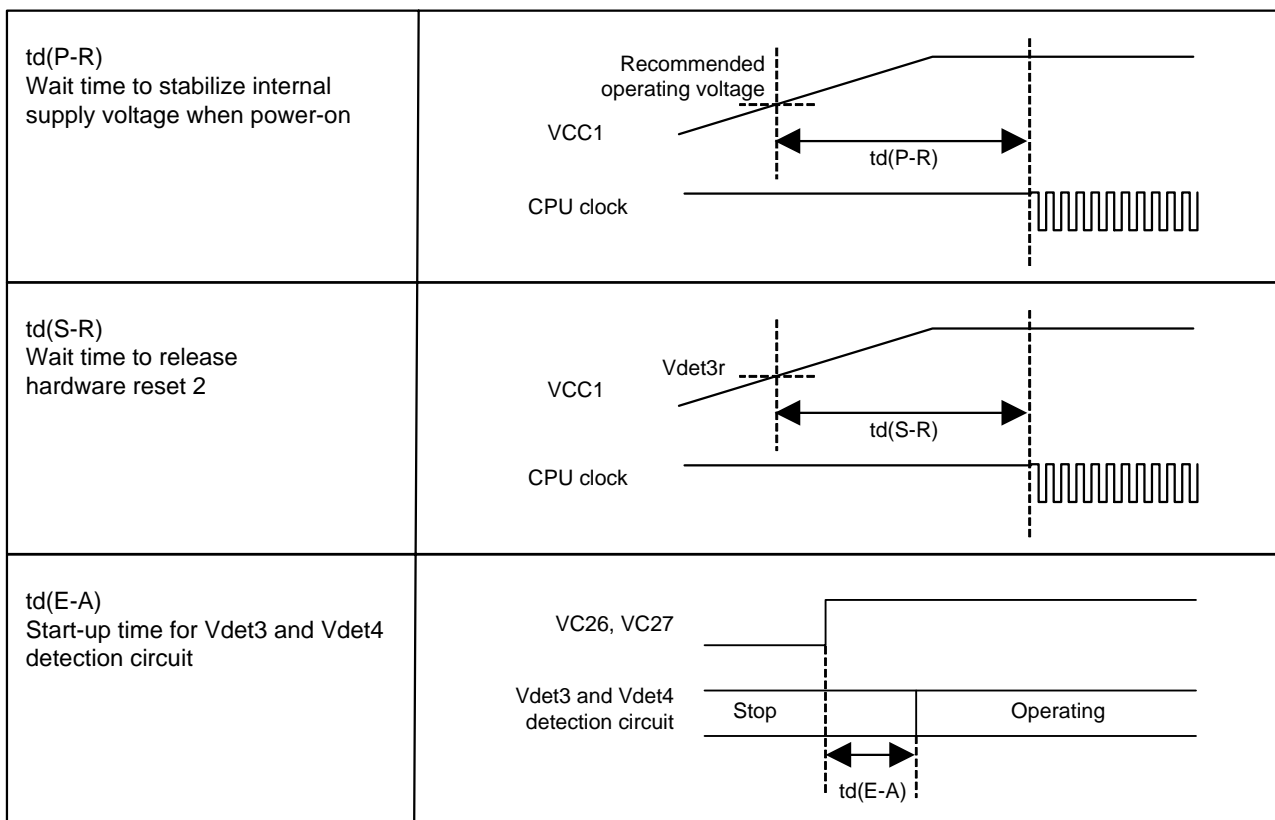 td(P-R)
Wait time to stabilize internal
supply voltage when power-on
Recommended
operating voltage
VCC1
td(P-R)
CPU clock
td(S-R)
Wait time to release
hardware reset 2
Vdet3r
VCC1
td(S-R)
CPU clock
td(E-A)
Start-up time for Vdet3 and Vdet4
detection circuit
VC26, VC27
Vdet3 and Vdet4
detection circuit
Stop
Operating
td(E-A)